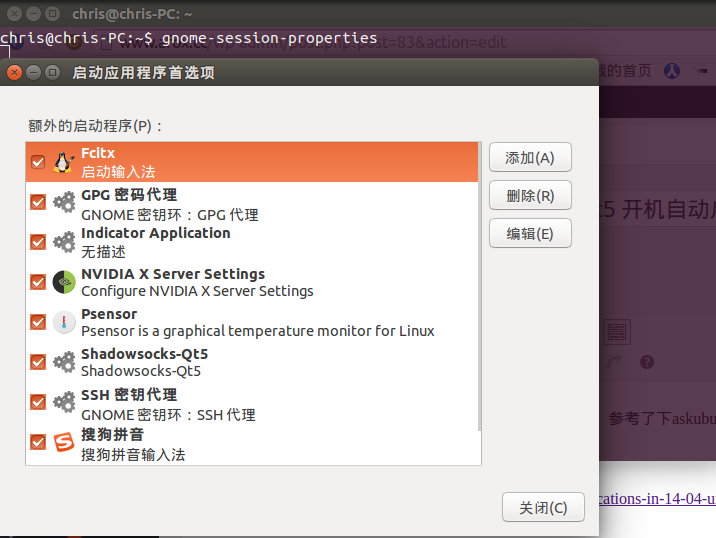 chris@chris-PC: ~
chris@chris-PC:~$ gnome-session-properties
启动应用程序首选项
我的首页
额外的启动程序(P)：
Fcitx
启动输入法
添加(A)
GPG 密码代理
GNOME 密钥环：GPG 代理
删除(R)
Indicator Application
无描述
编辑(E)
t5 开机自动启
NVIDIA X Server Settings
Configure NVIDIA X Server Settings
Psensor
Psensor is a graphical temperature monitor for Linux
Shadowsocks-Qt5
Shadowsocks-Qt5
SSH 密钥代理
GNOME 密钥环：SSH 代理
参考了下askubu
搜狗拼音
搜狗拼音输入法
关闭(C)
cations-in-14-04-u